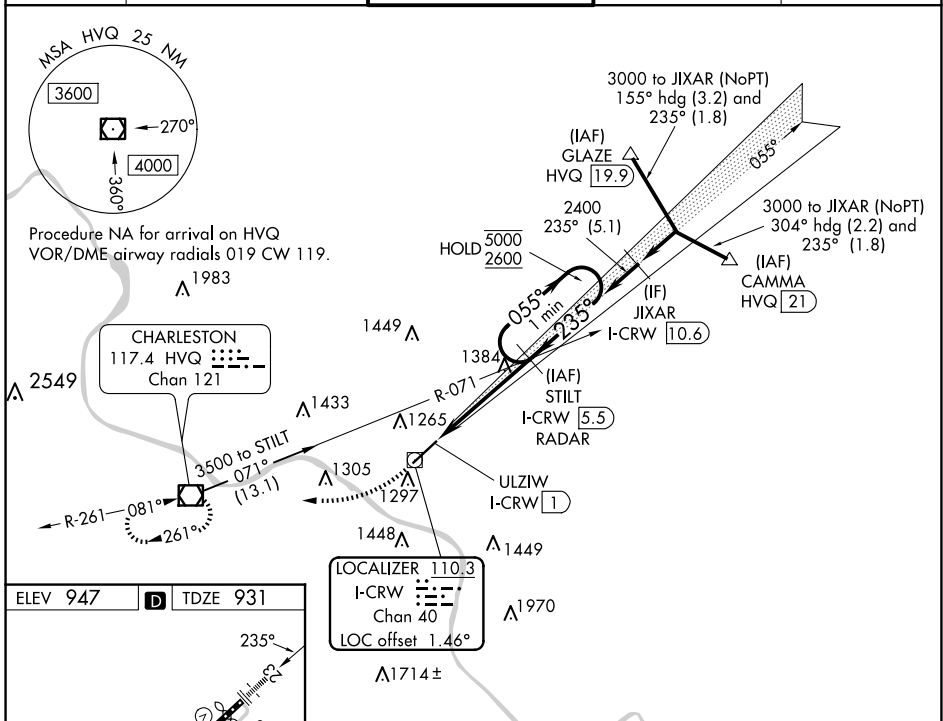 MSA HVQ 25 NM
3600
270°
4000
360°
Procedure NA for arrival on HVQ
VOR/DME airway radials 019 CW 119.
1983
3000 to JIXAR (NoPT)
155° hdg (3.2) and
235° (1.8)
(IAF)
GLAZE
HVQ 19.9
055°
2400
235° (5.1)
3000 to JIXAR (NoPT)
304° hdg (2.2) and
235° (1.8)
HOLD 5000
2600
(IAF)
CAMMA
HVQ 21
055°
1 min
235°
(IF)
JIXAR
I-CRW 10.6
1449
1384
CHARLESTON
117.4 HVQ
Chan 121
2549
R-071
(IAF)
STILT
I-CRW 5.5
RADAR
1433
1265
3500 to STILT
071°
(13.1)
1305
1297
ULZIW
I-CRW 1
R-261
081°
261°
1448
1449
LOCALIZER 110.3
I-CRW
Chan 40
LOC offset 1.46°
1970
1714±
ELEV 947
D
TDZE 931
235°
23
V